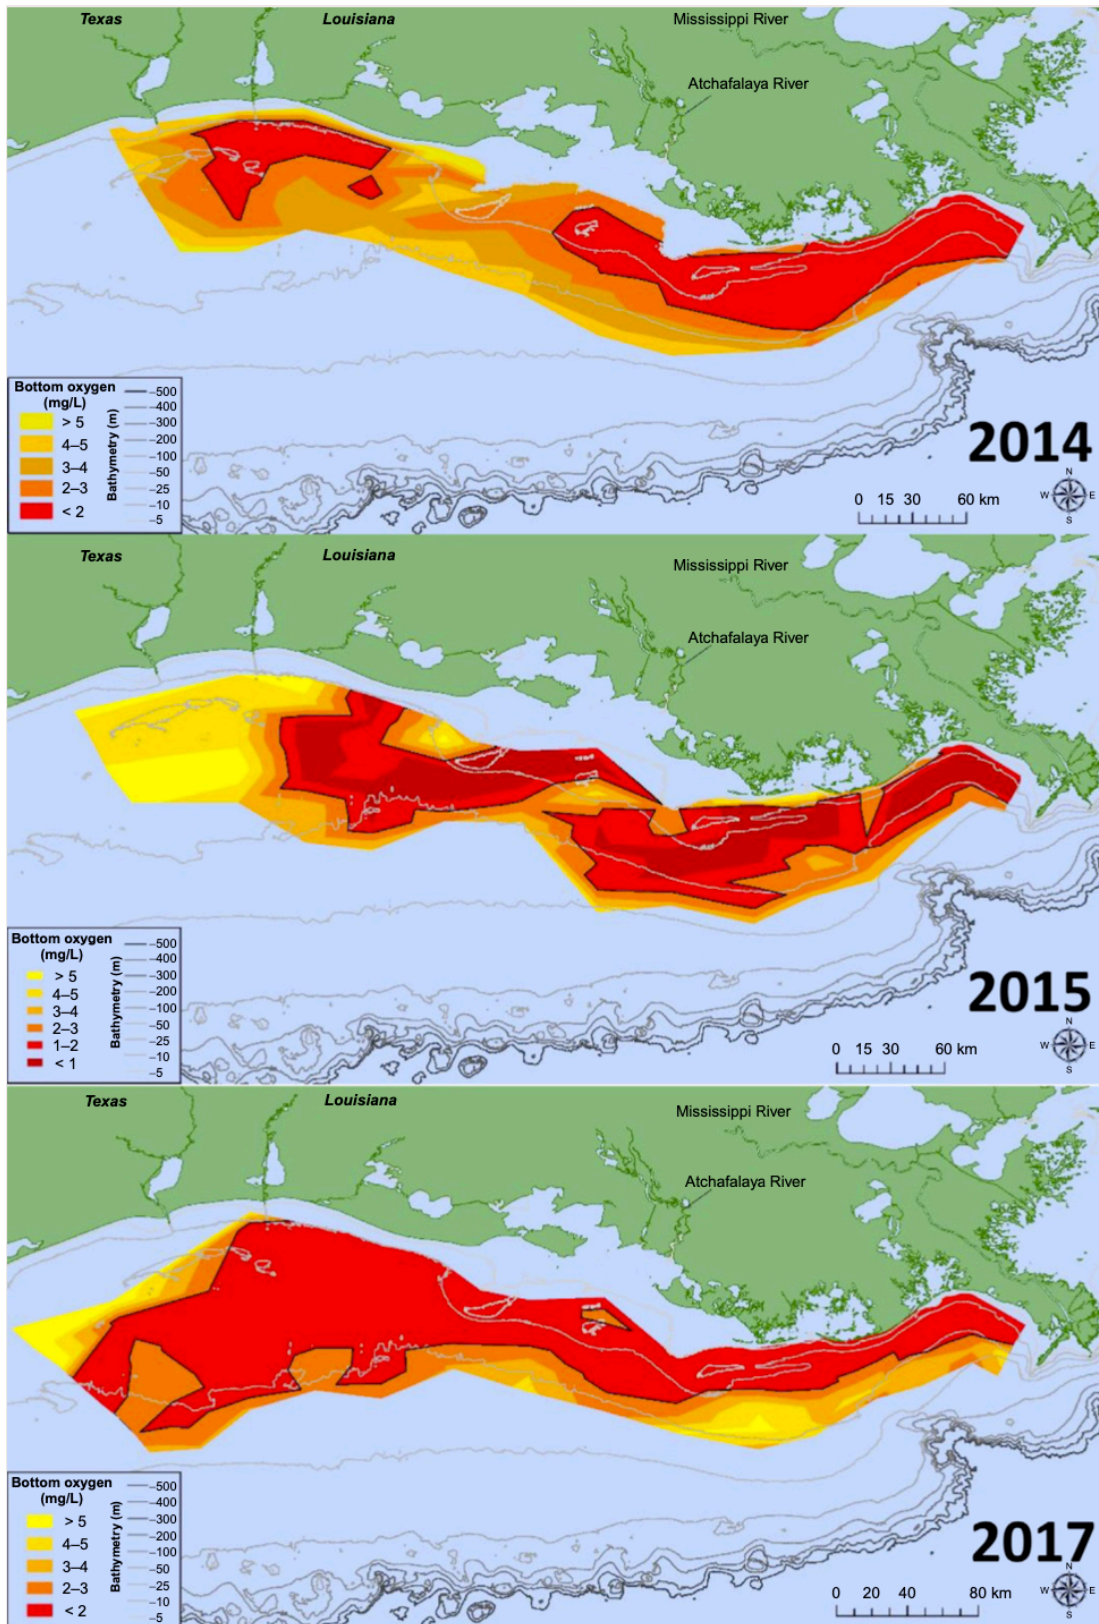 Texas
Louisiana
Mississippi River
Atchafalaya River
Bottom oxygen
(mg/L)
> 5
4–5
3–4
2–3
< 2
Bathymetry (m)
–500
–400
–300
–200
–100
–50
–25
–10
–5
2014
N
W E
S
0 15 30 60 km
Texas
Louisiana
Mississippi River
Atchafalaya River
Bottom oxygen
(mg/L)
> 5
4–5
3–4
2–3
1–2
< 1
Bathymetry (m)
–500
–400
–300
–200
–100
–50
–25
–10
–5
2015
N
W E
S
0 15 30 60 km
Texas
Louisiana
Mississippi River
Atchafalaya River
Bottom oxygen
(mg/L)
> 5
4–5
3–4
2–3
< 2
Bathymetry (m)
–500
–400
–300
–200
–100
–50
–25
–10
–5
2017
N
W E
S
0 20 40 80 km